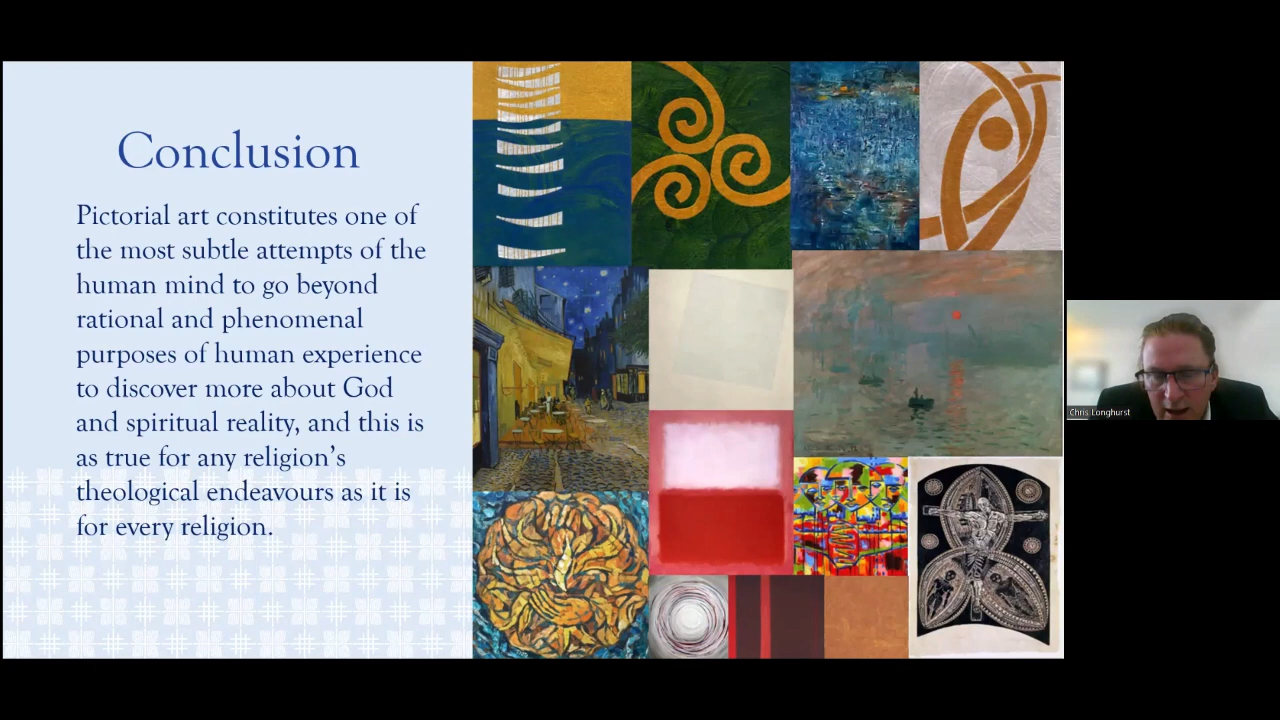 Conclusion
Pictorial art constitutes one of
the most subtle attempts of the
human mind to go beyond
rational and phenomenal
purposes of human experience
to discover more about God
and spiritual reality, and this is
as true for any religion’s
theological endeavours as it is
for every religion.
Chris Longhurst